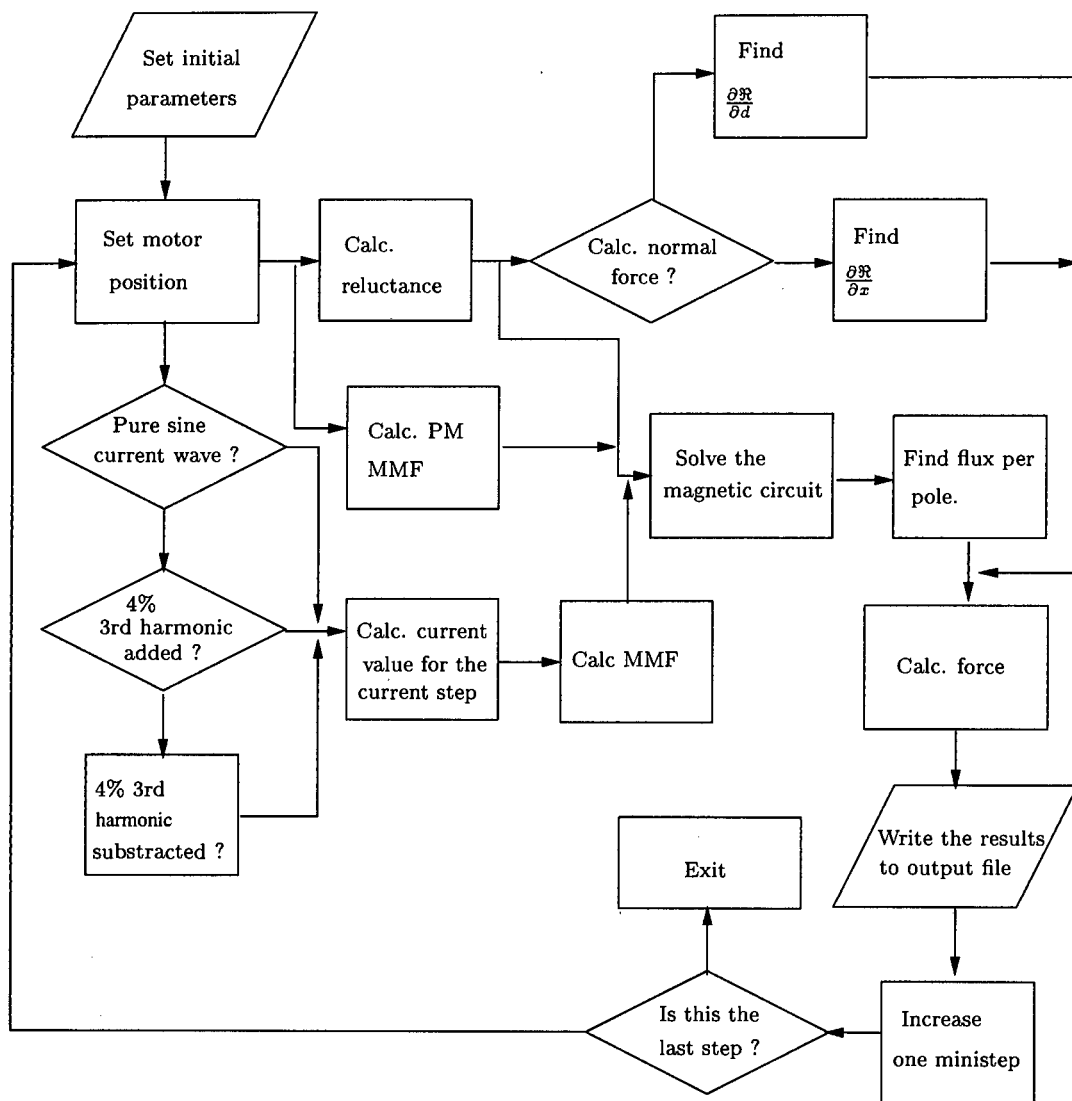 Set initial
parameters
Find
∂ℜ
∂d
Set motor
position
Calc.
reluctance
Calc. normal
force ?
Find
∂ℜ
∂x
Pure sine
current wave ?
Calc. PM
MMF
Solve the
magnetic circuit
Find flux per
pole.
4%
3rd harmonic
added ?
Calc. current
value for the
current step
Calc MMF
Calc. force
4% 3rd
harmonic
substracted ?
Exit
Write the results
to output file
Is this the
last step ?
Increase
one ministep